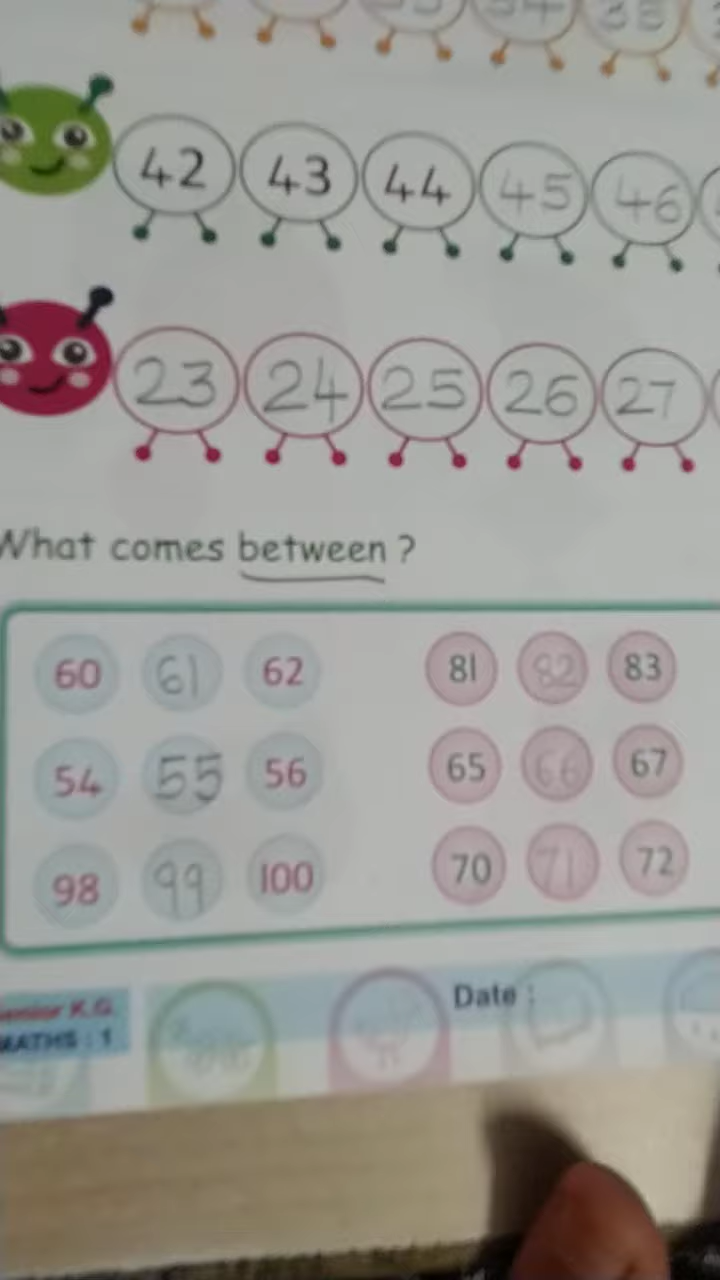 42 43 44 45 46
23 24 25 26 27
What comes between ?
60 61 62 81 82 83
54 55 56 65 66 67
98 99 100 70 71 72
Senior K.G.
MATHS : 1
Date :